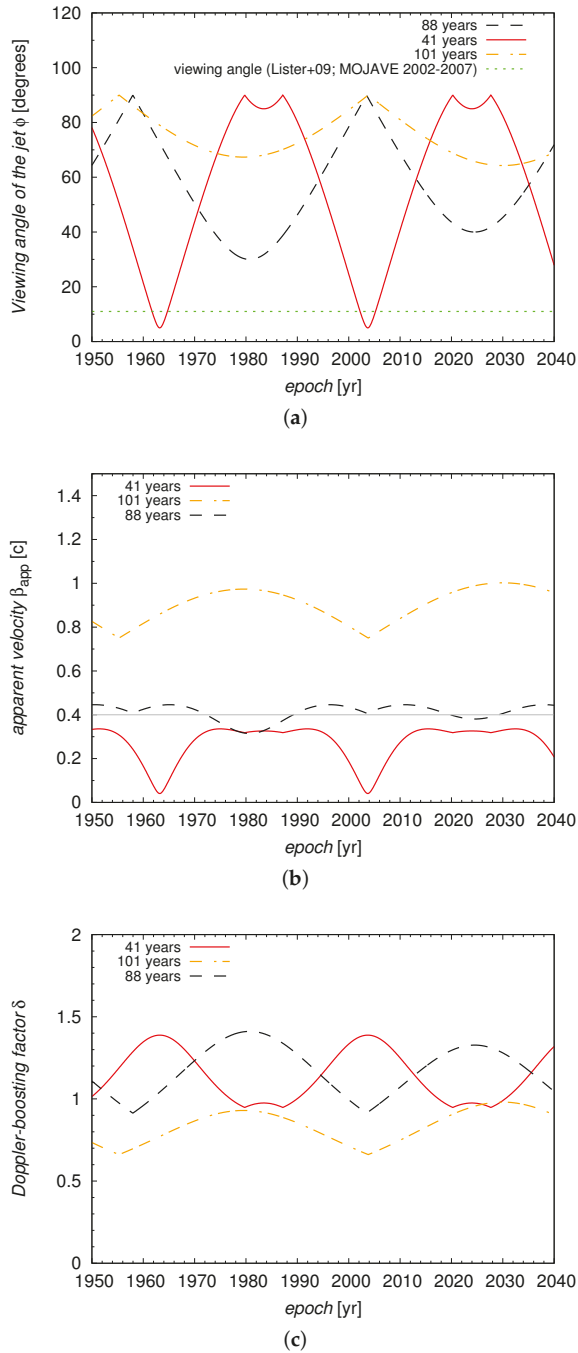 88 years
41 years
101 years
viewing angle (Lister+09; MOJAVE 2002-2007)
120
100
80
60
40
20
0
Viewing angle of the jet ϕ [degrees]
1950 1960 1970 1980 1990 2000 2010 2020 2030 2040
epoch [yr]
(a)
41 years
101 years
88 years
1.4
1.2
1
0.8
0.6
0.4
0.2
0
apparent velocity βapp [c]
1950 1960 1970 1980 1990 2000 2010 2020 2030 2040
epoch [yr]
(b)
41 years
101 years
88 years
2
1.5
1
0.5
0
Doppler-boosting factor δ
1950 1960 1970 1980 1990 2000 2010 2020 2030 2040
epoch [yr]
(c)